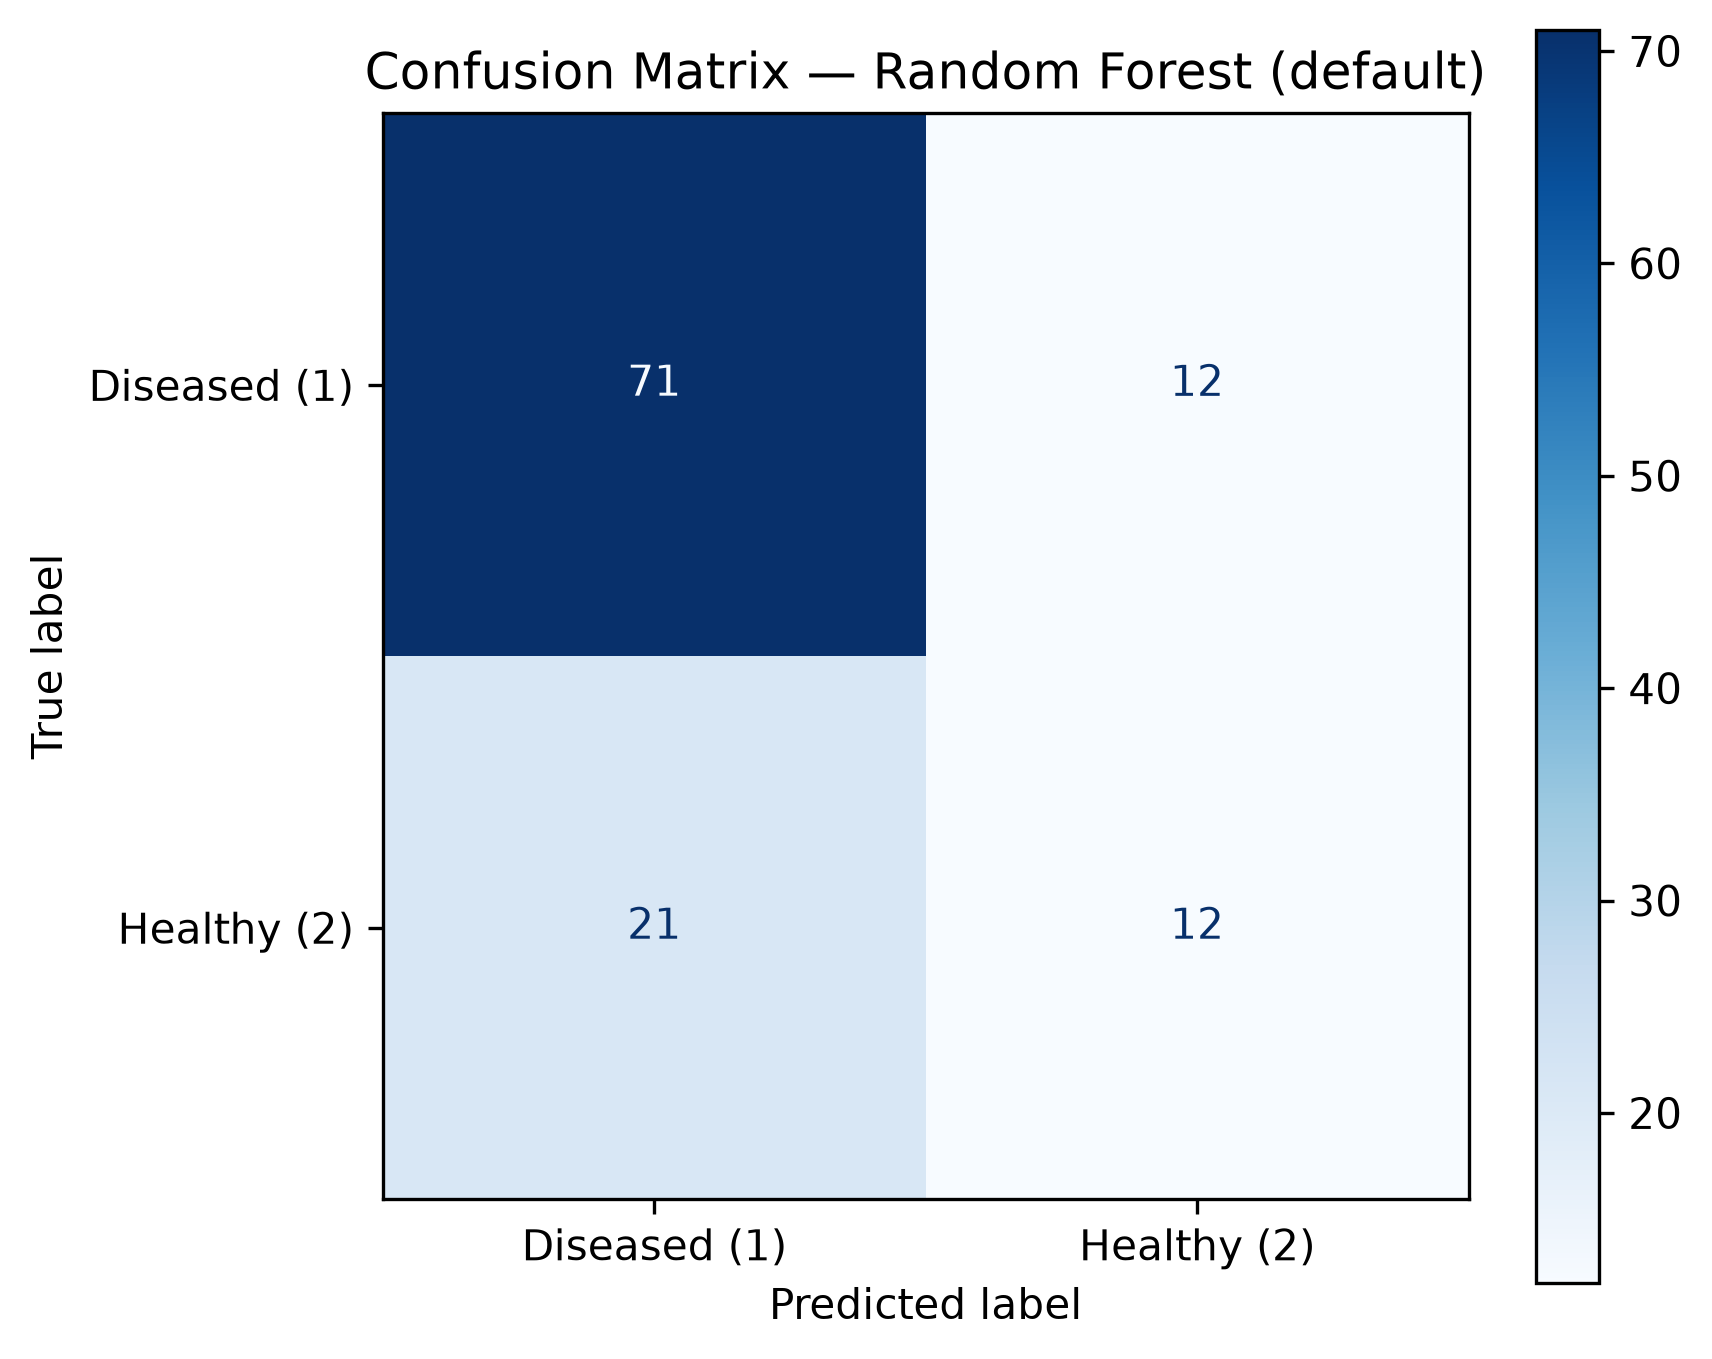 Confusion Matrix — Random Forest (default)
True label
Diseased (1)
71
12
Healthy (2)
21
12
Diseased (1)
Healthy (2)
Predicted label
70
60
50
40
30
20